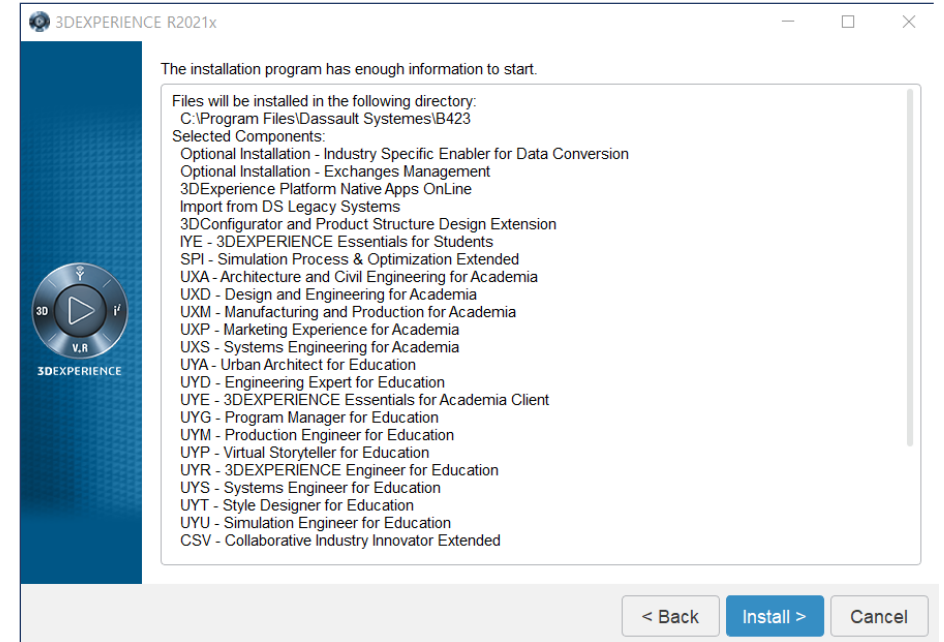 3DEXPERIENCE R2021x
The installation program has enough information to start.
Files will be installed in the following directory:
C:\Program Files\Dassault Systemes\B423
Selected Components:
Optional Installation - Industry Specific Enabler for Data Conversion
Optional Installation - Exchanges Management
3DExperience Platform Native Apps OnLine
Import from DS Legacy Systems
3DConfigurator and Product Structure Design Extension
IYE - 3DEXPERIENCE Essentials for Students
SPI - Simulation Process & Optimization Extended
UXA - Architecture and Civil Engineering for Academia
UXD - Design and Engineering for Academia
UXM - Manufacturing and Production for Academia
UXP - Marketing Experience for Academia
UXS - Systems Engineering for Academia
UYA - Urban Architect for Education
UYD - Engineering Expert for Education
UYE - 3DEXPERIENCE Essentials for Academia Client
UYG - Program Manager for Education
UYM - Production Engineer for Education
UYP - Virtual Storyteller for Education
UYR - 3DEXPERIENCE Engineer for Education
UYS - Systems Engineer for Education
UYT - Style Designer for Education
UYU - Simulation Engineer for Education
CSV - Collaborative Industry Innovator Extended
3D
i²
V,R
3DEXPERIENCE
< Back
Install >
Cancel